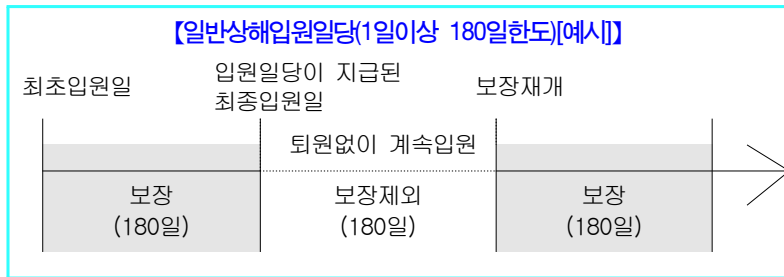 【일반상해입원일당(1일이상 180일한도)[예시]】
최초입원일
입원일당이 지급된
최종입원일
보장재개
퇴원없이 계속입원
보장
(180일)
보장제외
(180일)
보장
(180일)